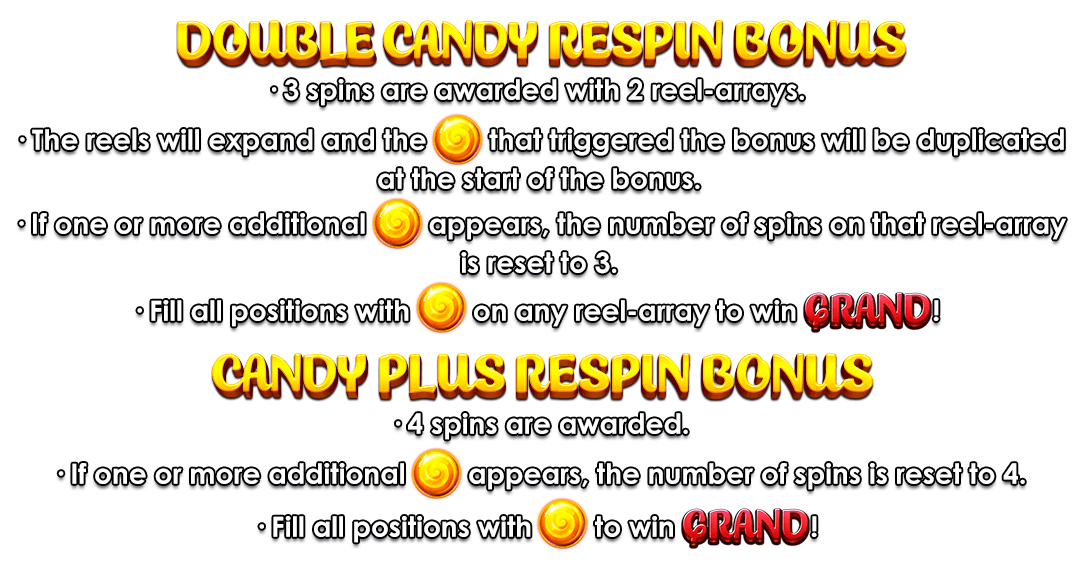 DOUBLE CANDY RESPIN BONUS
• 3 spins are awarded with 2 reel-arrays.
• The reels will expand and the that triggered the bonus will be duplicated
at the start of the bonus.
• If one or more additional appears, the number of spins on that reel-array
is reset to 3.
• Fill all positions with on any reel-array to win GRAND!
CANDY PLUS RESPIN BONUS
• 4 spins are awarded.
• If one or more additional appears, the number of spins is reset to 4.
• Fill all positions with to win GRAND!